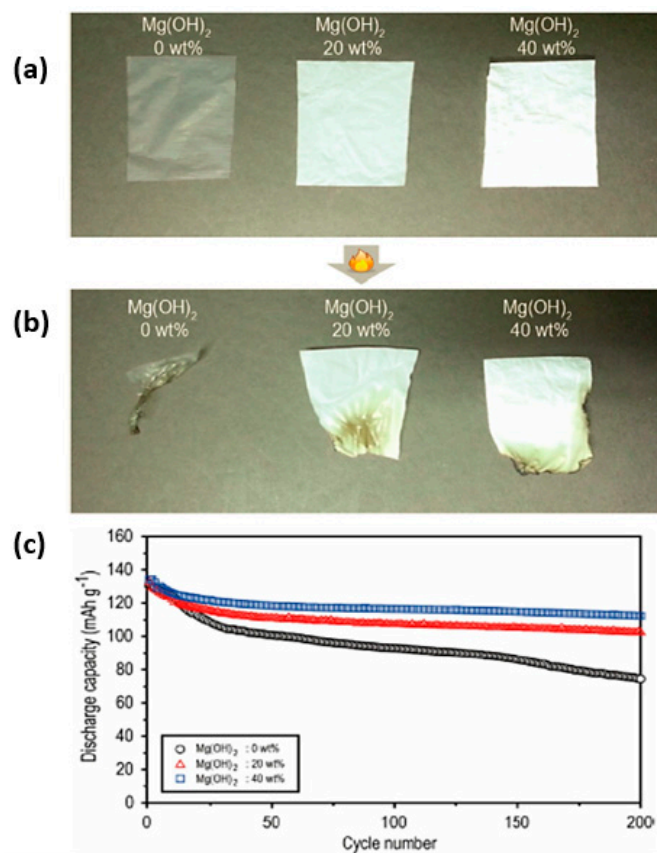 (a)
Mg(OH)₂
0 wt%
Mg(OH)₂
20 wt%
Mg(OH)₂
40 wt%
(b)
Mg(OH)₂
0 wt%
Mg(OH)₂
20 wt%
Mg(OH)₂
40 wt%
(c)
Discharge capacity (mAh g⁻¹)
160
140
120
100
80
60
40
20
0
Mg(OH)₂ : 0 wt%
Mg(OH)₂ : 20 wt%
Mg(OH)₂ : 40 wt%
0 50 100 150 200
Cycle number